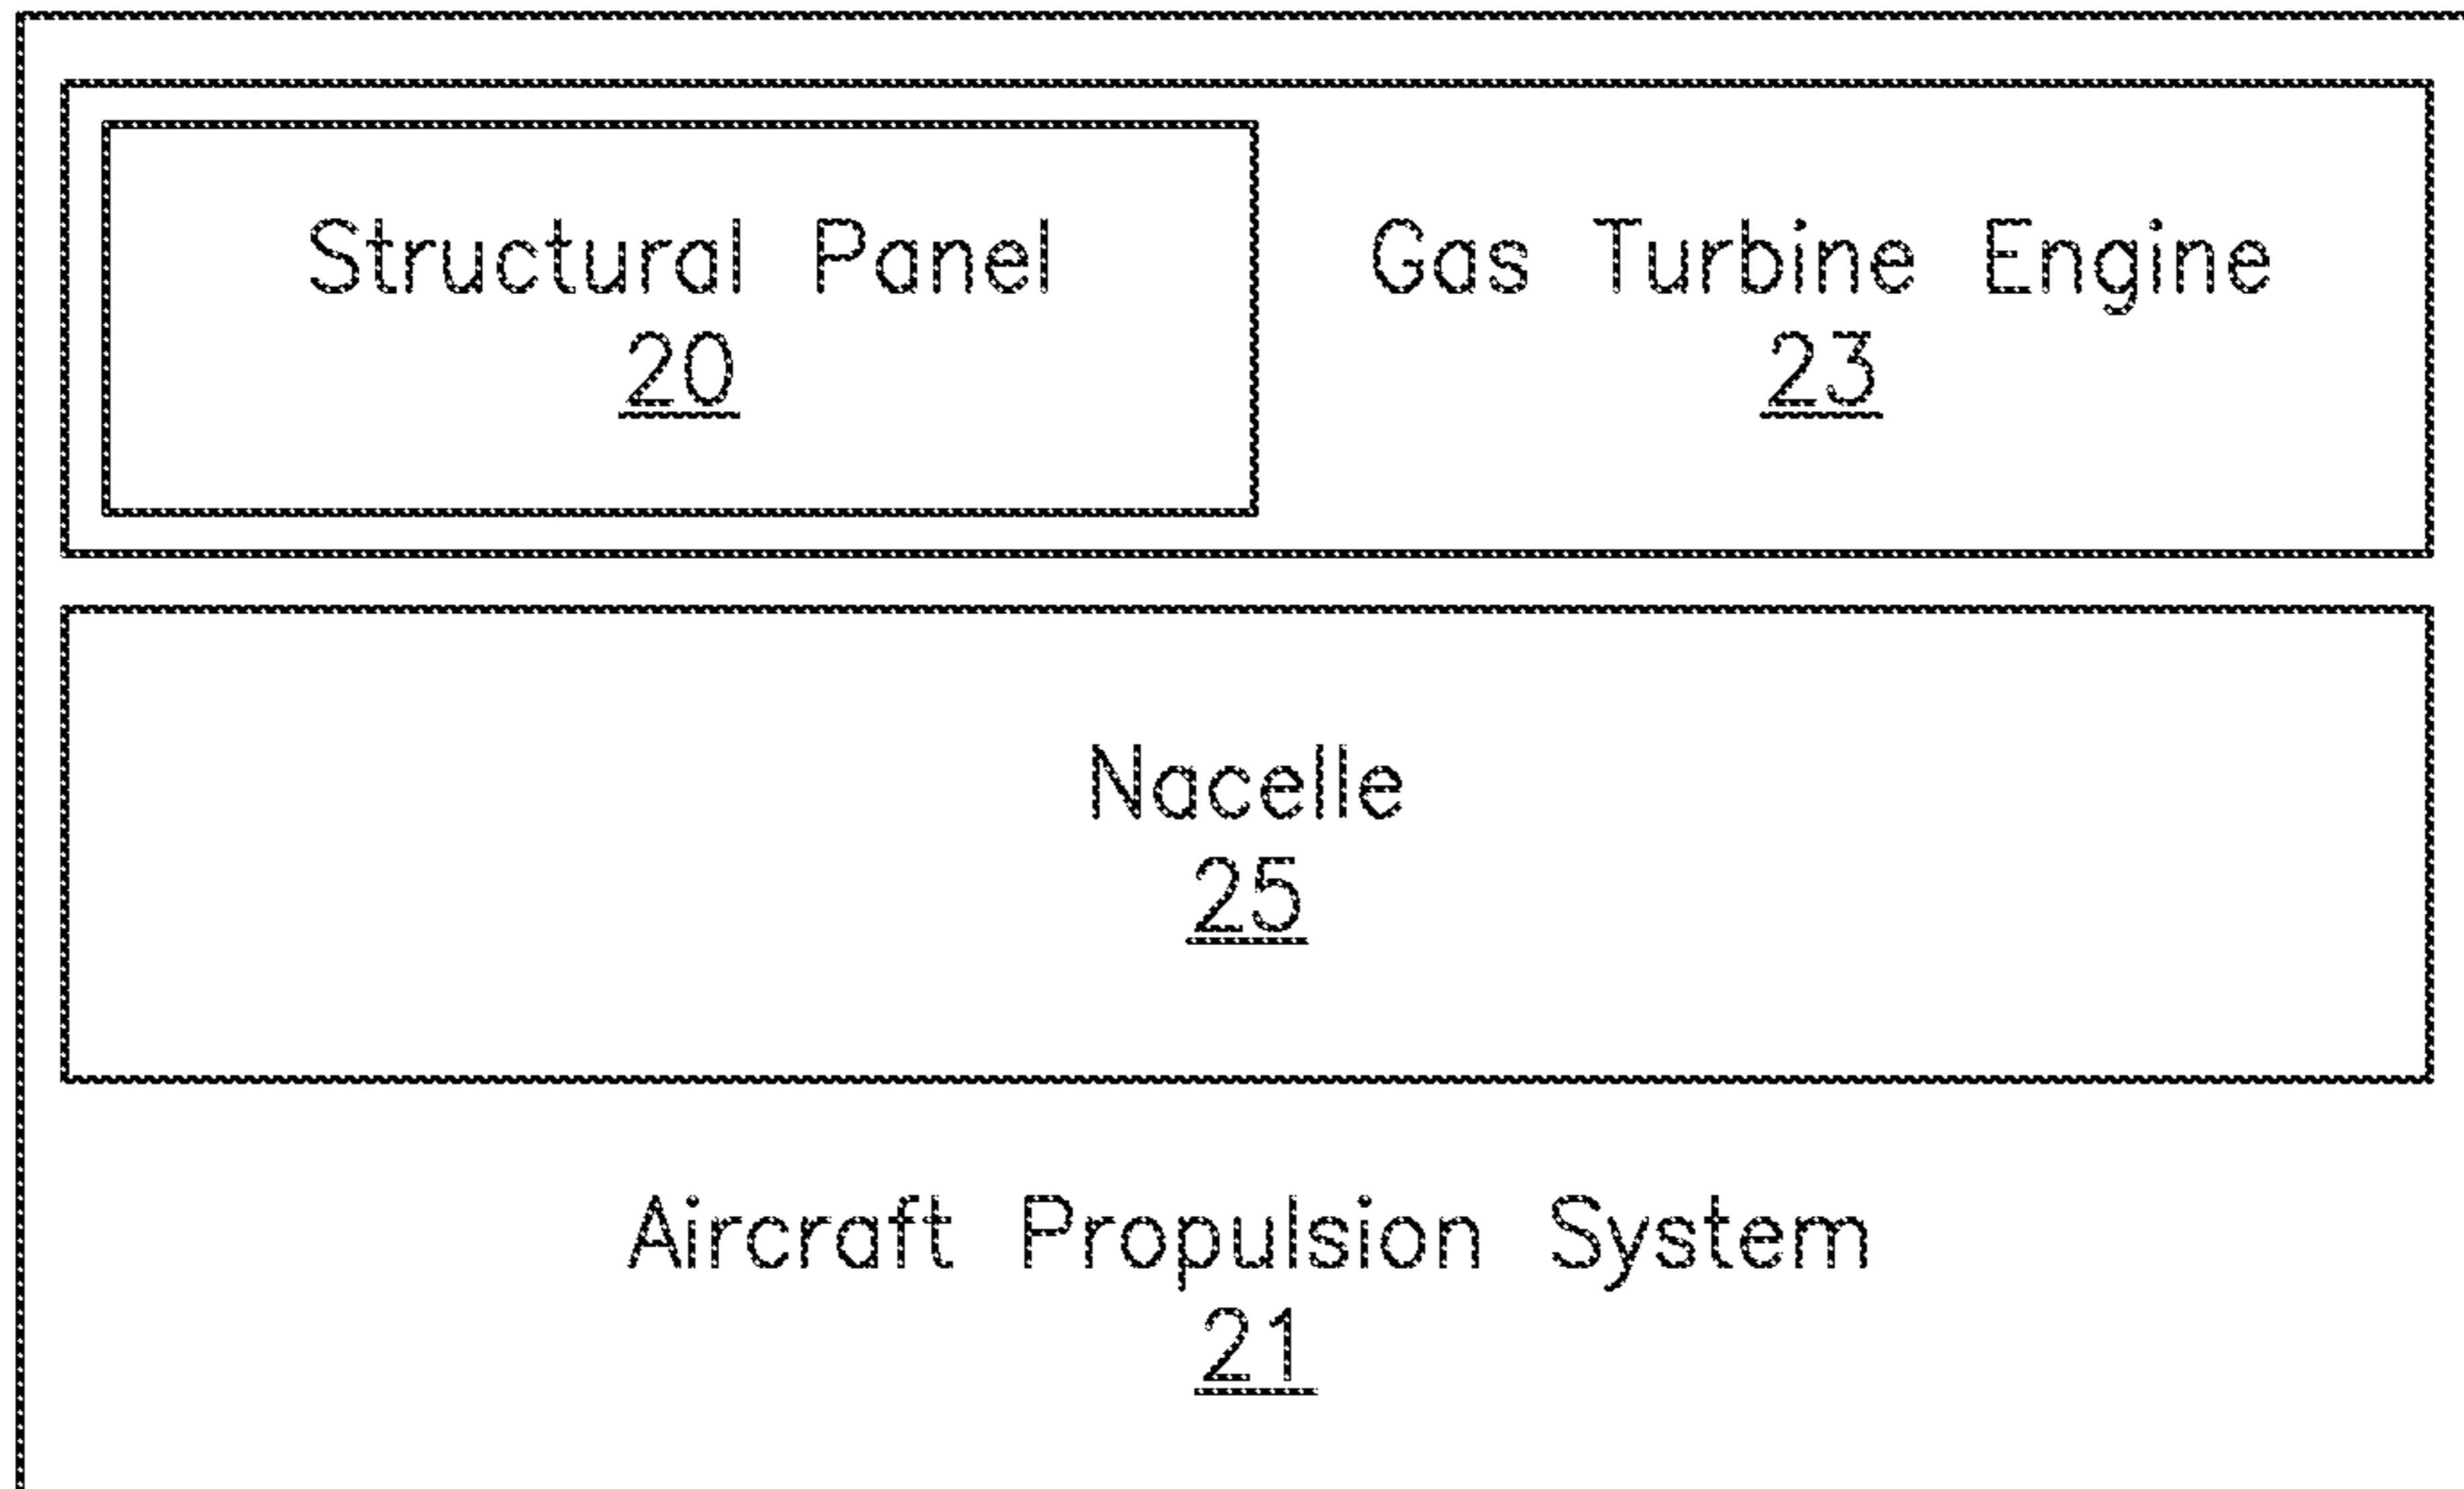 Structural Panel
20
Gas Turbine Engine
23
Nacelle
25
Aircraft Propulsion System
21